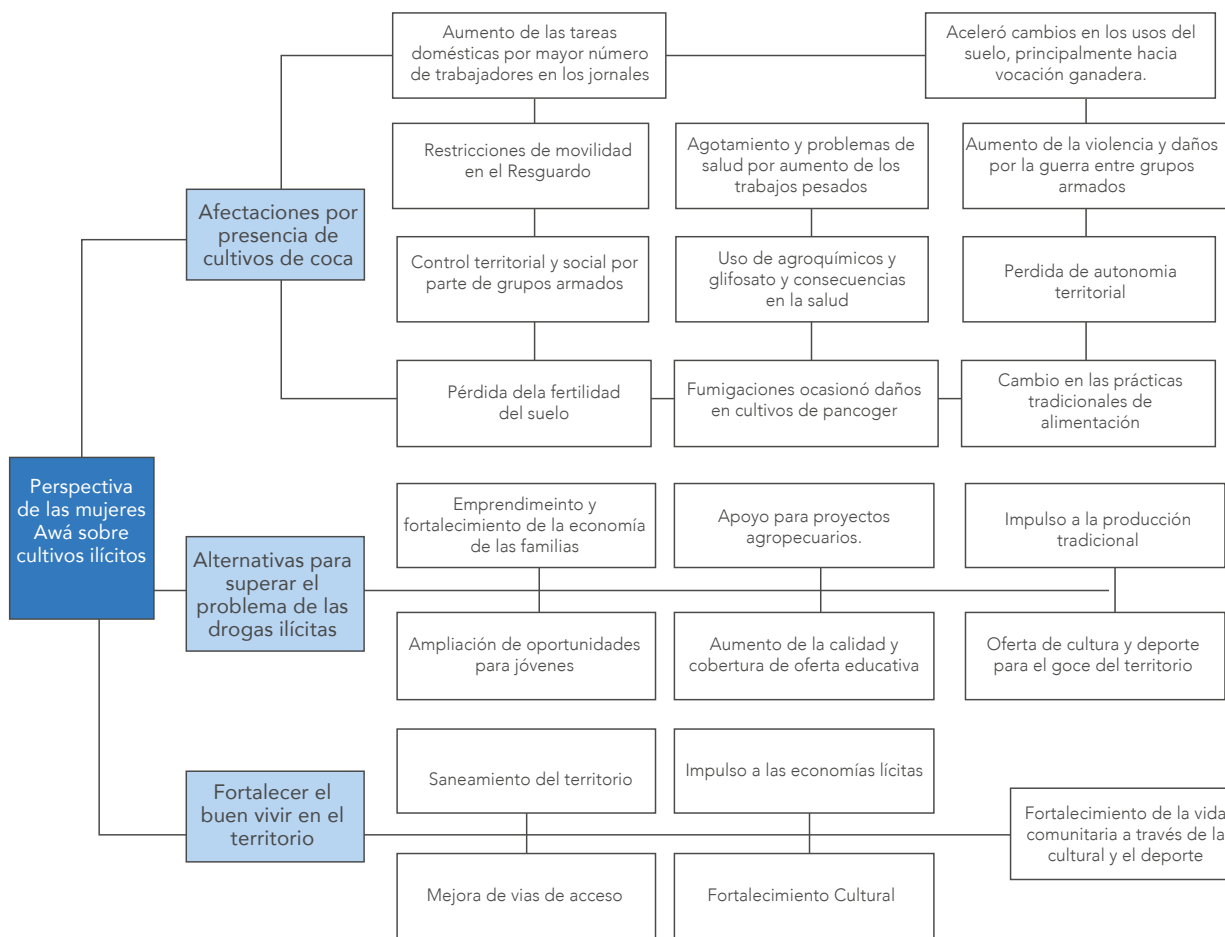 Perspectiva
de las mujeres
Awá sobre
cultivos ilícitos
Afectaciones por
presencia de
cultivos de coca
Aumento de las tareas
domésticas por mayor número
de trabajadores en los jornales
Aceleró cambios en los usos del
suelo, principalmente hacia
vocación ganadera.
Restricciones de movilidad
en el Resguardo
Agotamiento y problemas de
salud por aumento de los
trabajos pesados
Aumento de la violencia y daños
por la guerra entre grupos
armados
Control territorial y social por
parte de grupos armados
Uso de agroquímicos y
glifosato y consecuencias
en la salud
Perdida de autonomia
territorial
Pérdida dela fertilidad
del suelo
Fumigaciones ocasionó daños
en cultivos de pancoger
Cambio en las prácticas
tradicionales de
alimentación
Alternativas para
superar el
problema de las
drogas ilícitas
Emprendimeinto y
fortalecimiento de la economía
de las familias
Apoyo para proyectos
agropecuarios.
Impulso a la producción
tradicional
Ampliación de oportunidades
para jóvenes
Aumento de la calidad y
cobertura de oferta educativa
Oferta de cultura y deporte
para el goce del territorio
Fortalecer el
buen vivir en el
territorio
Saneamiento del territorio
Impulso a las economías lícitas
Fortalecimiento de la vida
comunitaria a través de la
cultural y el deporte
Mejora de vias de acceso
Fortalecimiento Cultural